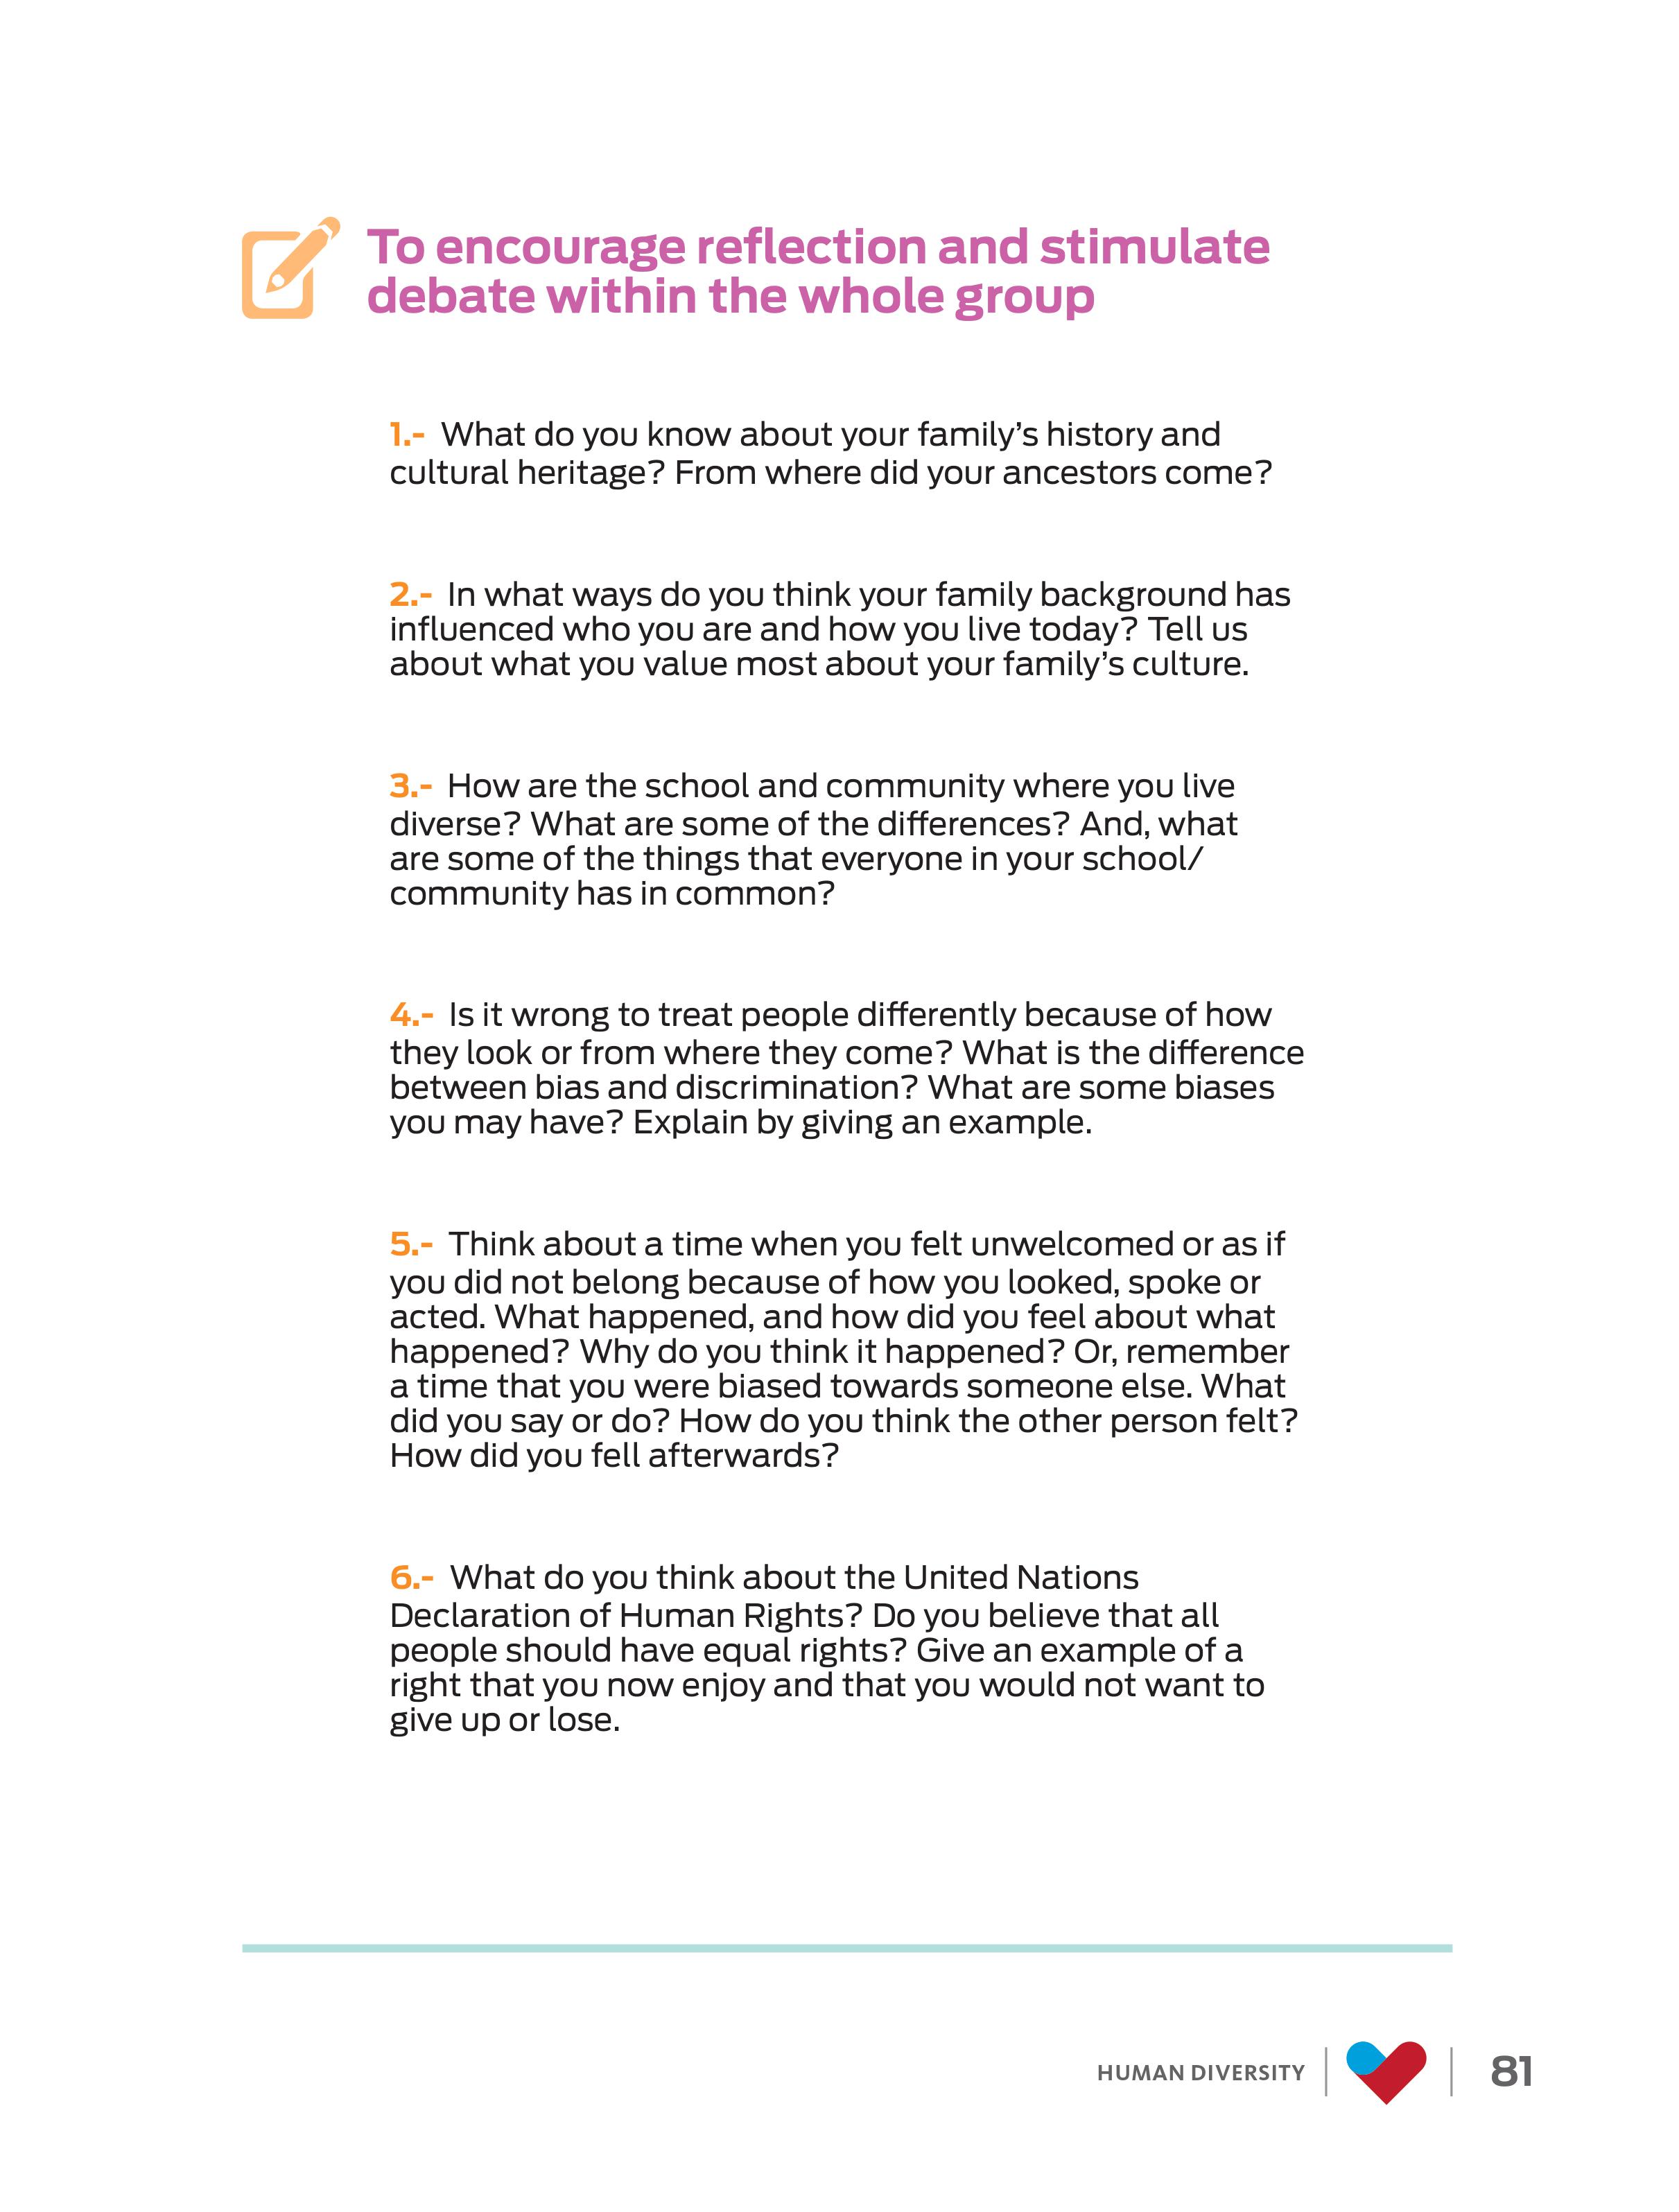 To encourage reflection and stimulate
debate within the whole group
1.- What do you know about your family’s history and
cultural heritage? From where did your ancestors come?
2.- In what ways do you think your family background has
influenced who you are and how you live today? Tell us
about what you value most about your family’s culture.
3.- How are the school and community where you live
diverse? What are some of the differences? And, what
are some of the things that everyone in your school/
community has in common?
4.- Is it wrong to treat people differently because of how
they look or from where they come? What is the difference
between bias and discrimination? What are some biases
you may have? Explain by giving an example.
5.- Think about a time when you felt unwelcomed or as if
you did not belong because of how you looked, spoke or
acted. What happened, and how did you feel about what
happened? Why do you think it happened? Or, remember
a time that you were biased towards someone else. What
did you say or do? How do you think the other person felt?
How did you fell afterwards?
6.- What do you think about the United Nations
Declaration of Human Rights? Do you believe that all
people should have equal rights? Give an example of a
right that you now enjoy and that you would not want to
give up or lose.
HUMAN DIVERSITY
81